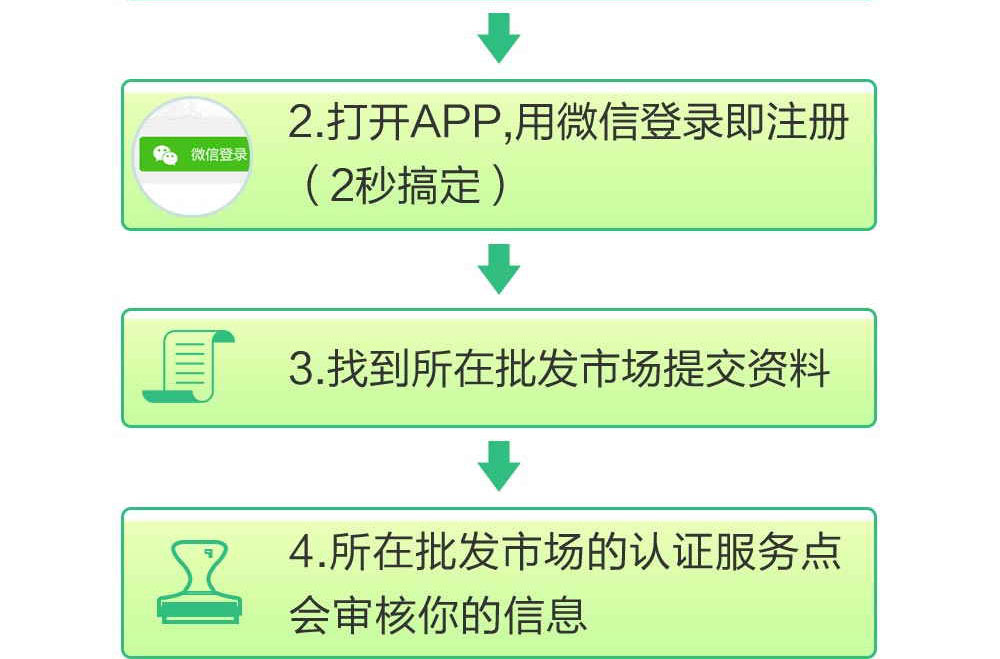 2.打开APP,用微信登录即注册
（2秒搞定）
微信登录
3.找到所在批发市场提交资料
4.所在批发市场的认证服务点
会审核你的信息